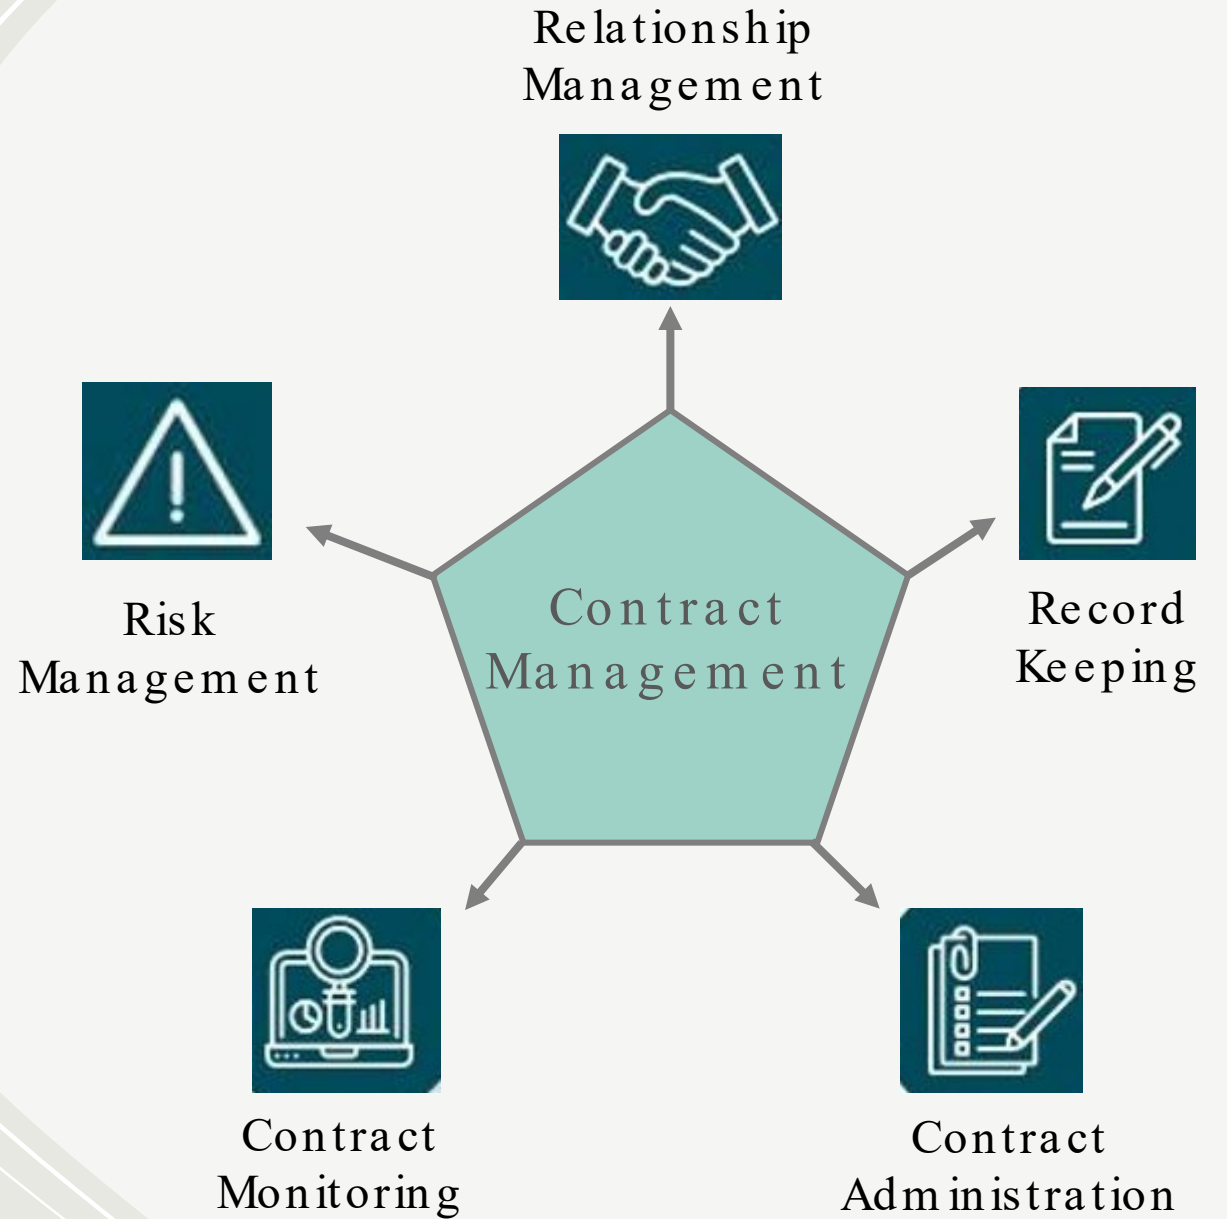 Relationship
Management
Risk
Management
Contract
Management
Record
Keeping
Contract
Monitoring
Contract
Administration